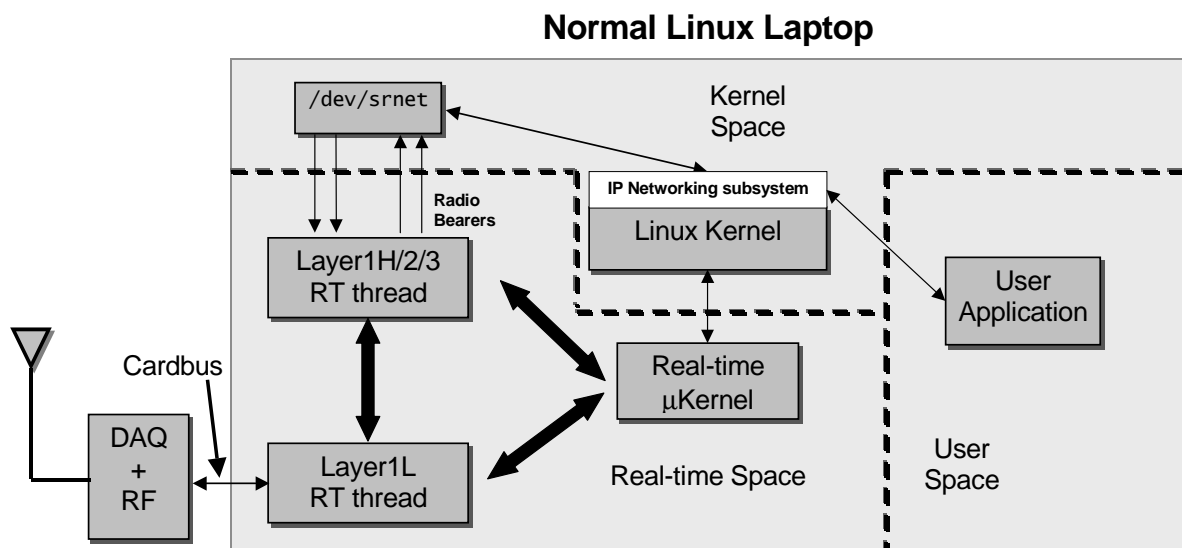 Normal Linux Laptop
/dev/srnet
Kernel
Space
IP Networking subsystem
Radio
Bearers
Linux Kernel
Layer1H/2/3
RT thread
User
Application
Cardbus
Real-time
μKernel
DAQ
+
RF
Layer1L
RT thread
Real-time Space
User
Space